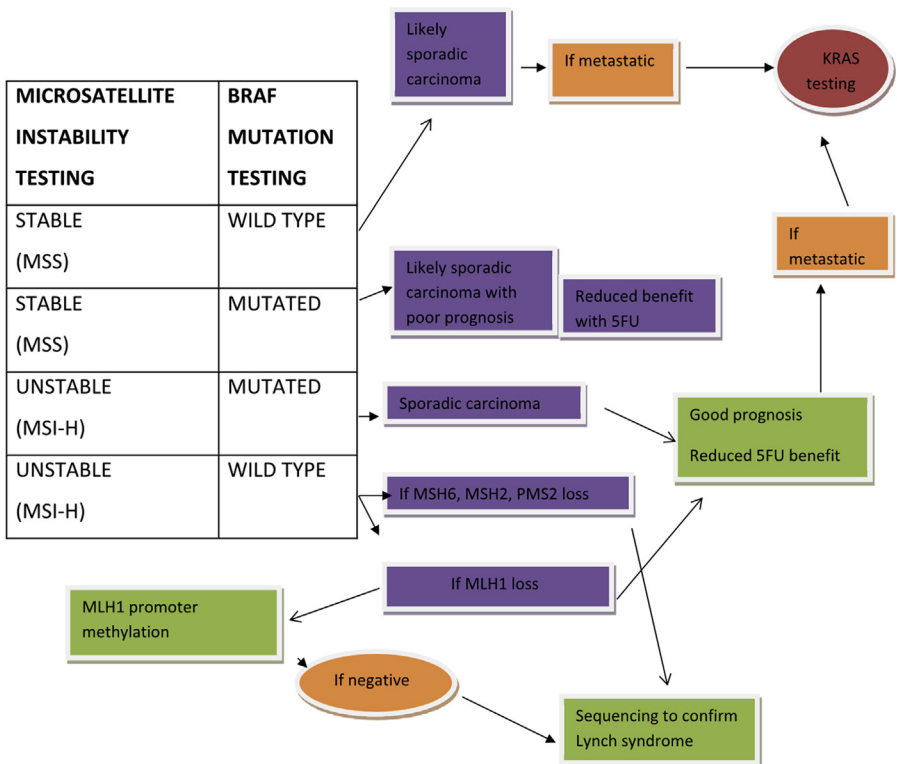 Likely
sporadic
carcinoma
If metastatic
KRAS
testing
MICROSATELLITE
INSTABILITY
TESTING
BRAF
MUTATION
TESTING
STABLE
(MSS)
WILD TYPE
If
metastatic
Likely sporadic
carcinoma with
poor prognosis
Reduced benefit
with 5FU
STABLE
(MSS)
MUTATED
UNSTABLE
(MSI-H)
MUTATED
Sporadic carcinoma
Good prognosis
Reduced 5FU benefit
UNSTABLE
(MSI-H)
WILD TYPE
If MSH6, MSH2, PMS2 loss
If MLH1 loss
MLH1 promoter
methylation
If negative
Sequencing to confirm
Lynch syndrome